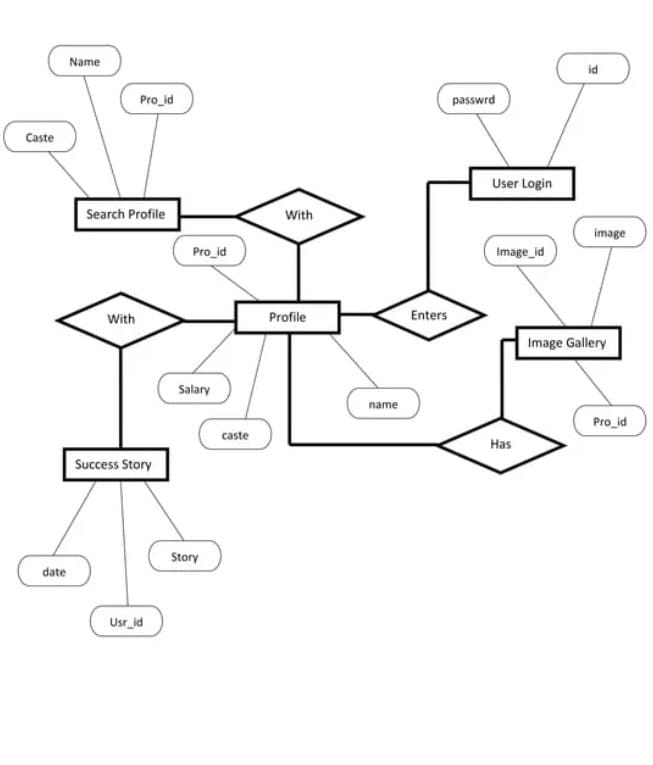 Name
id
Pro_id
passwrd
Caste
User Login
Search Profile
With
image
Pro_id
Image_id
With
Profile
Enters
Image Gallery
Salary
name
caste
Pro_id
Has
Success Story
Story
date
Usr_id